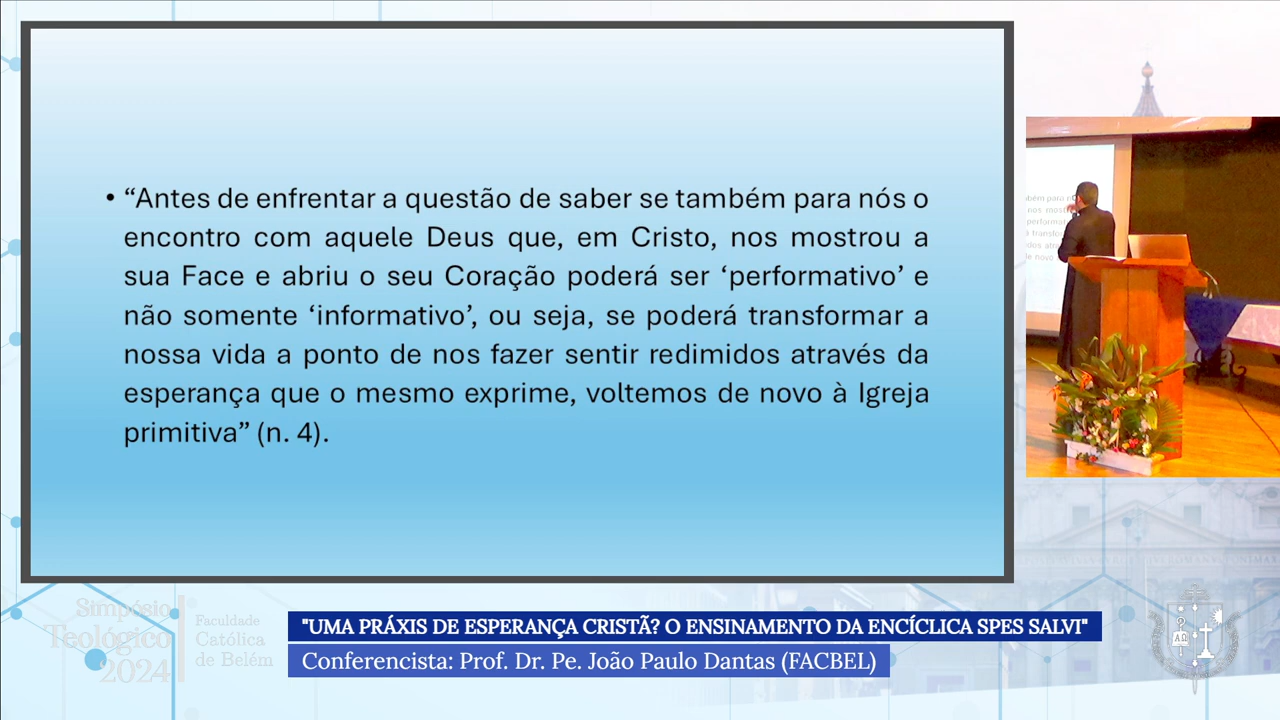 • “Antes de enfrentar a questão de saber se também para nós o
encontro com aquele Deus que, em Cristo, nos mostrou a
sua Face e abriu o seu Coração poderá ser ‘performativo’ e
não somente ‘informativo’, ou seja, se poderá transformar a
nossa vida a ponto de nos fazer sentir redimidos através da
esperança que o mesmo exprime, voltemos de novo à Igreja
primitiva” (n. 4).
Simpósio
Teológico
2024
Faculdade
Católica
de Belém
"UMA PRÁXIS DE ESPERANÇA CRISTÃ? O ENSINAMENTO DA ENCÍCLICA SPES SALVI"
Conferencista: Prof. Dr. Pe. João Paulo Dantas (FACBEL)